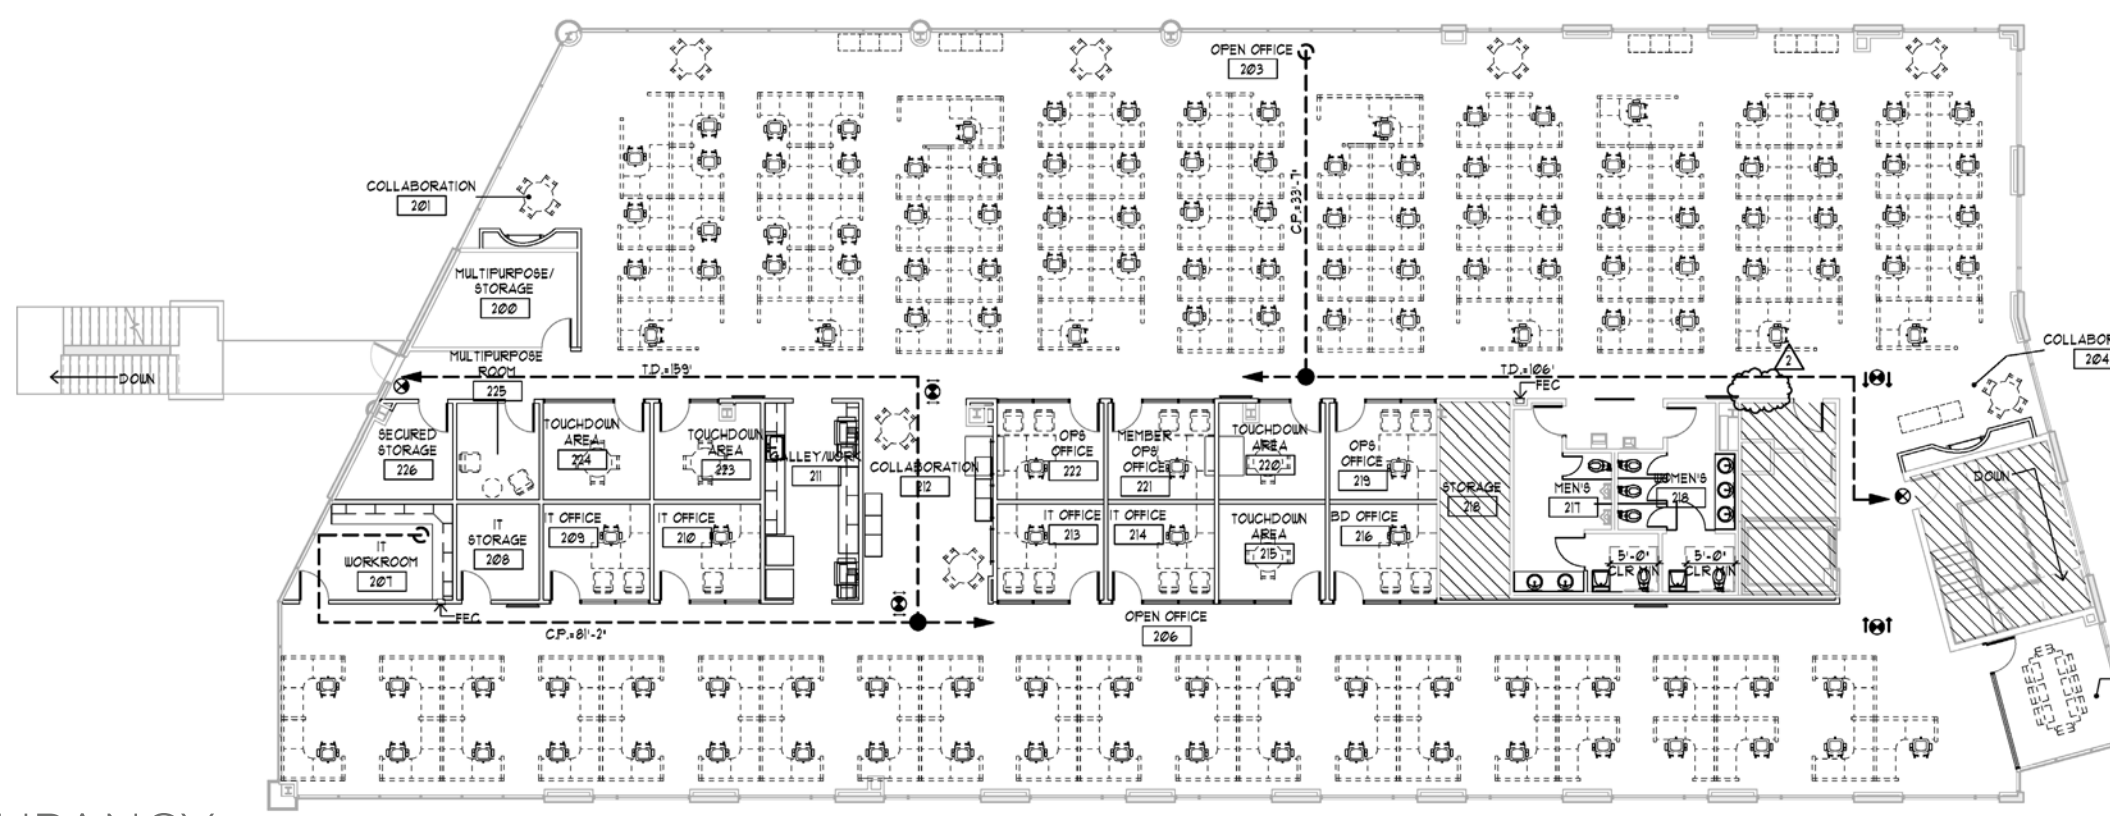 OPEN OFFICE
203
C.P.=33'-7"
COLLABORATION
201
MULTIPURPOSE/
STORAGE
200
DOWN
MULTIPURPOSE
ROOM
225
T.D.=159'
T.D.=106'
FEC
2
COLLABOR
204
SECURED
STORAGE
226
TOUCHDOWN
AREA
224
TOUCHDOWN
AREA
223
GALLEY/WORK
211
COLLABORATION
212
OPS
OFFICE
222
MEMBER
OPS
OFFICE
221
TOUCHDOWN
AREA
220
OPS
OFFICE
219
STORAGE
218
MEN'S
217
WOMEN'S
218
DOWN
IT
WORKROOM
207
IT
STORAGE
208
IT OFFICE
209
IT OFFICE
210
IT OFFICE
213
IT OFFICE
214
TOUCHDOWN
AREA
215
BD OFFICE
216
5'-0"
CLR MIN
5'-0"
CLR MIN
FEC
C.P.=81'-2"
OPEN OFFICE
206